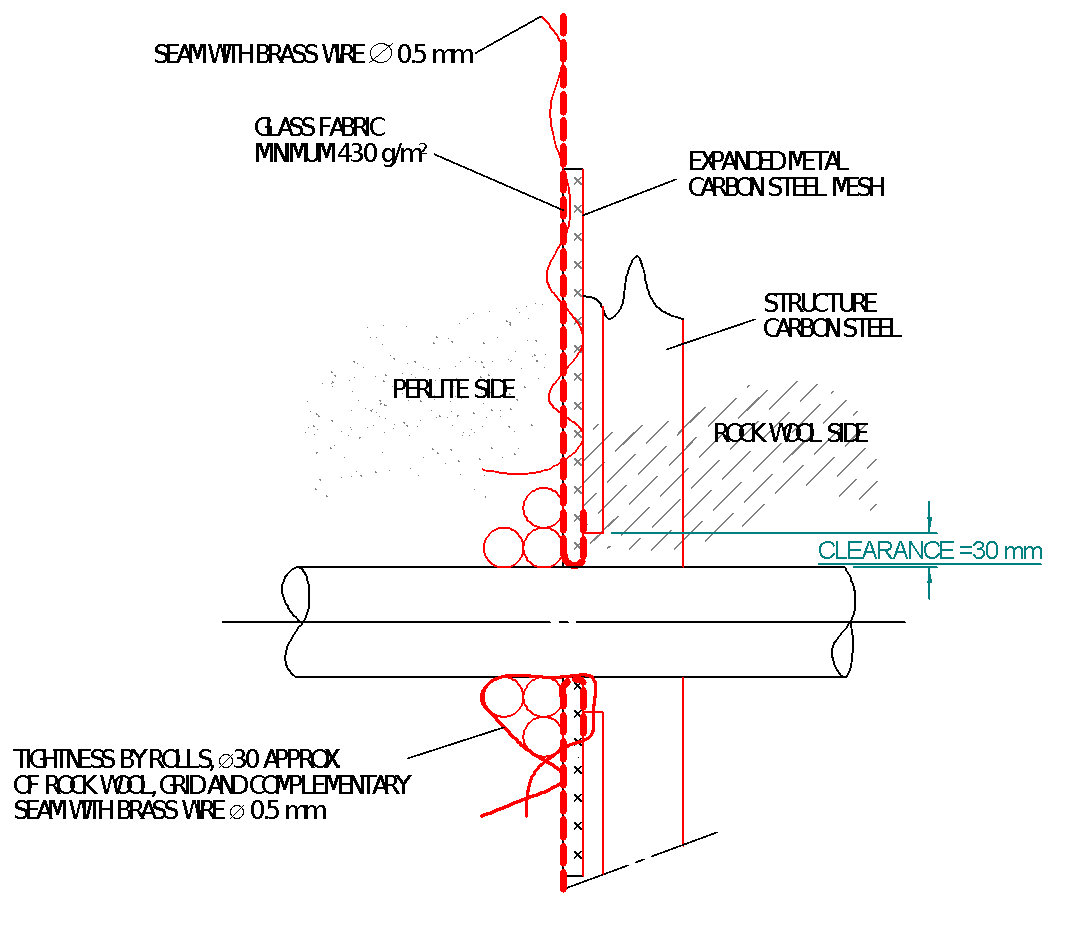 SEAM WITH BRASS WIRE ∅ 0.5 mm
GLASS FABRIC
MINIMUM 430 g/m²
EXPANDED METAL
CARBON STEEL MESH
STRUCTURE
CARBON STEEL
PERLITE SIDE
ROCK WOOL SIDE
CLEARANCE =30 mm
TIGHTNESS BY ROLLS, ∅30 APPROX.
OF ROCK WOOL, GRID AND COMPLEMENTARY
SEAM WITH BRASS WIRE ∅ 0.5 mm